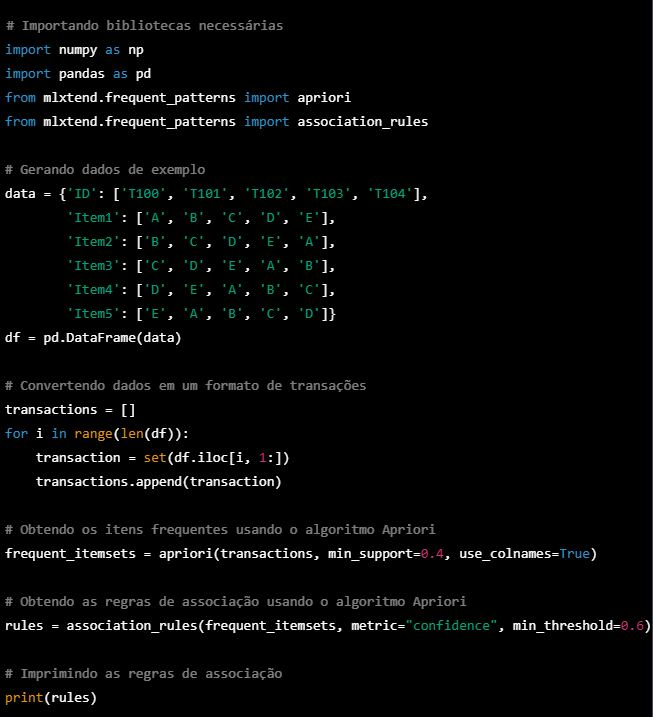 # Importando bibliotecas necessárias
import numpy as np
import pandas as pd
from mlxtend.frequent_patterns import apriori
from mlxtend.frequent_patterns import association_rules

# Gerando dados de exemplo
data = {'ID': ['T100', 'T101', 'T102', 'T103', 'T104'],
        'Item1': ['A', 'B', 'C', 'D', 'E'],
        'Item2': ['B', 'C', 'D', 'E', 'A'],
        'Item3': ['C', 'D', 'E', 'A', 'B'],
        'Item4': ['D', 'E', 'A', 'B', 'C'],
        'Item5': ['E', 'A', 'B', 'C', 'D']}
df = pd.DataFrame(data)

# Convertendo dados em um formato de transações
transactions = []
for i in range(len(df)):
    transaction = set(df.iloc[i, 1:])
    transactions.append(transaction)

# Obtendo os itens frequentes usando o algoritmo Apriori
frequent_itemsets = apriori(transactions, min_support=0.4, use_colnames=True)

# Obtendo as regras de associação usando o algoritmo Apriori
rules = association_rules(frequent_itemsets, metric="confidence", min_threshold=0.6)

# Imprimindo as regras de associação
print(rules)